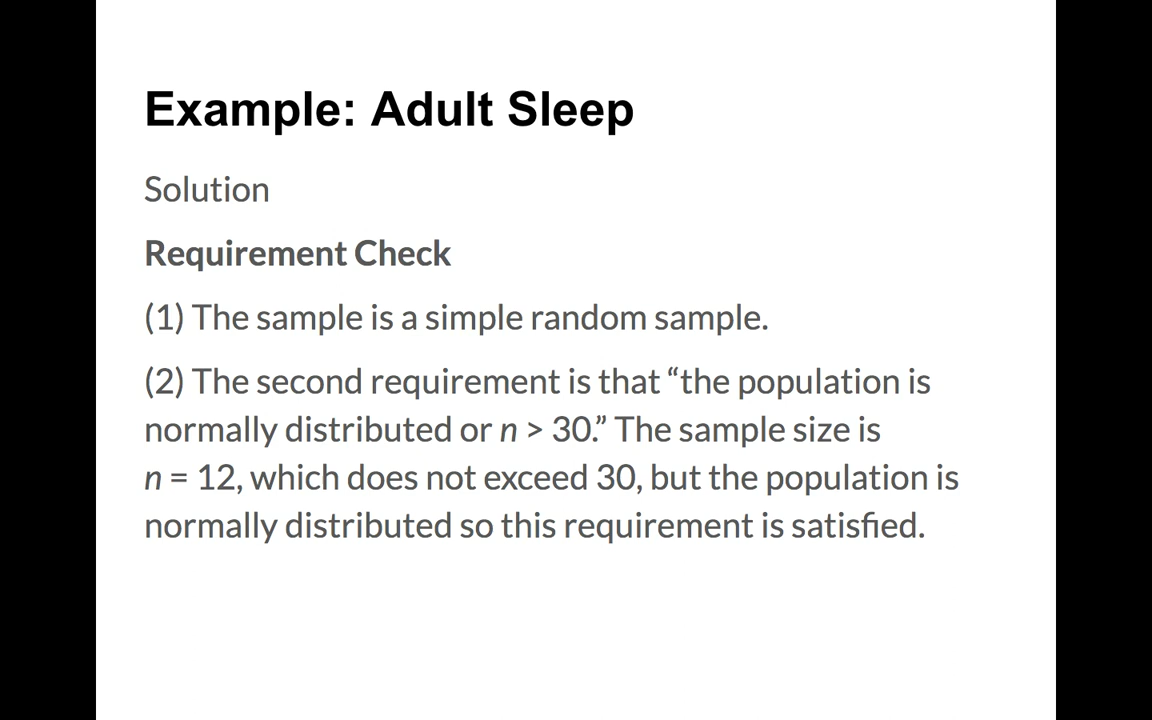 Example: Adult Sleep
Solution
Requirement Check
(1) The sample is a simple random sample.
(2) The second requirement is that “the population is
normally distributed or n > 30.” The sample size is
n = 12, which does not exceed 30, but the population is
normally distributed so this requirement is satisfied.